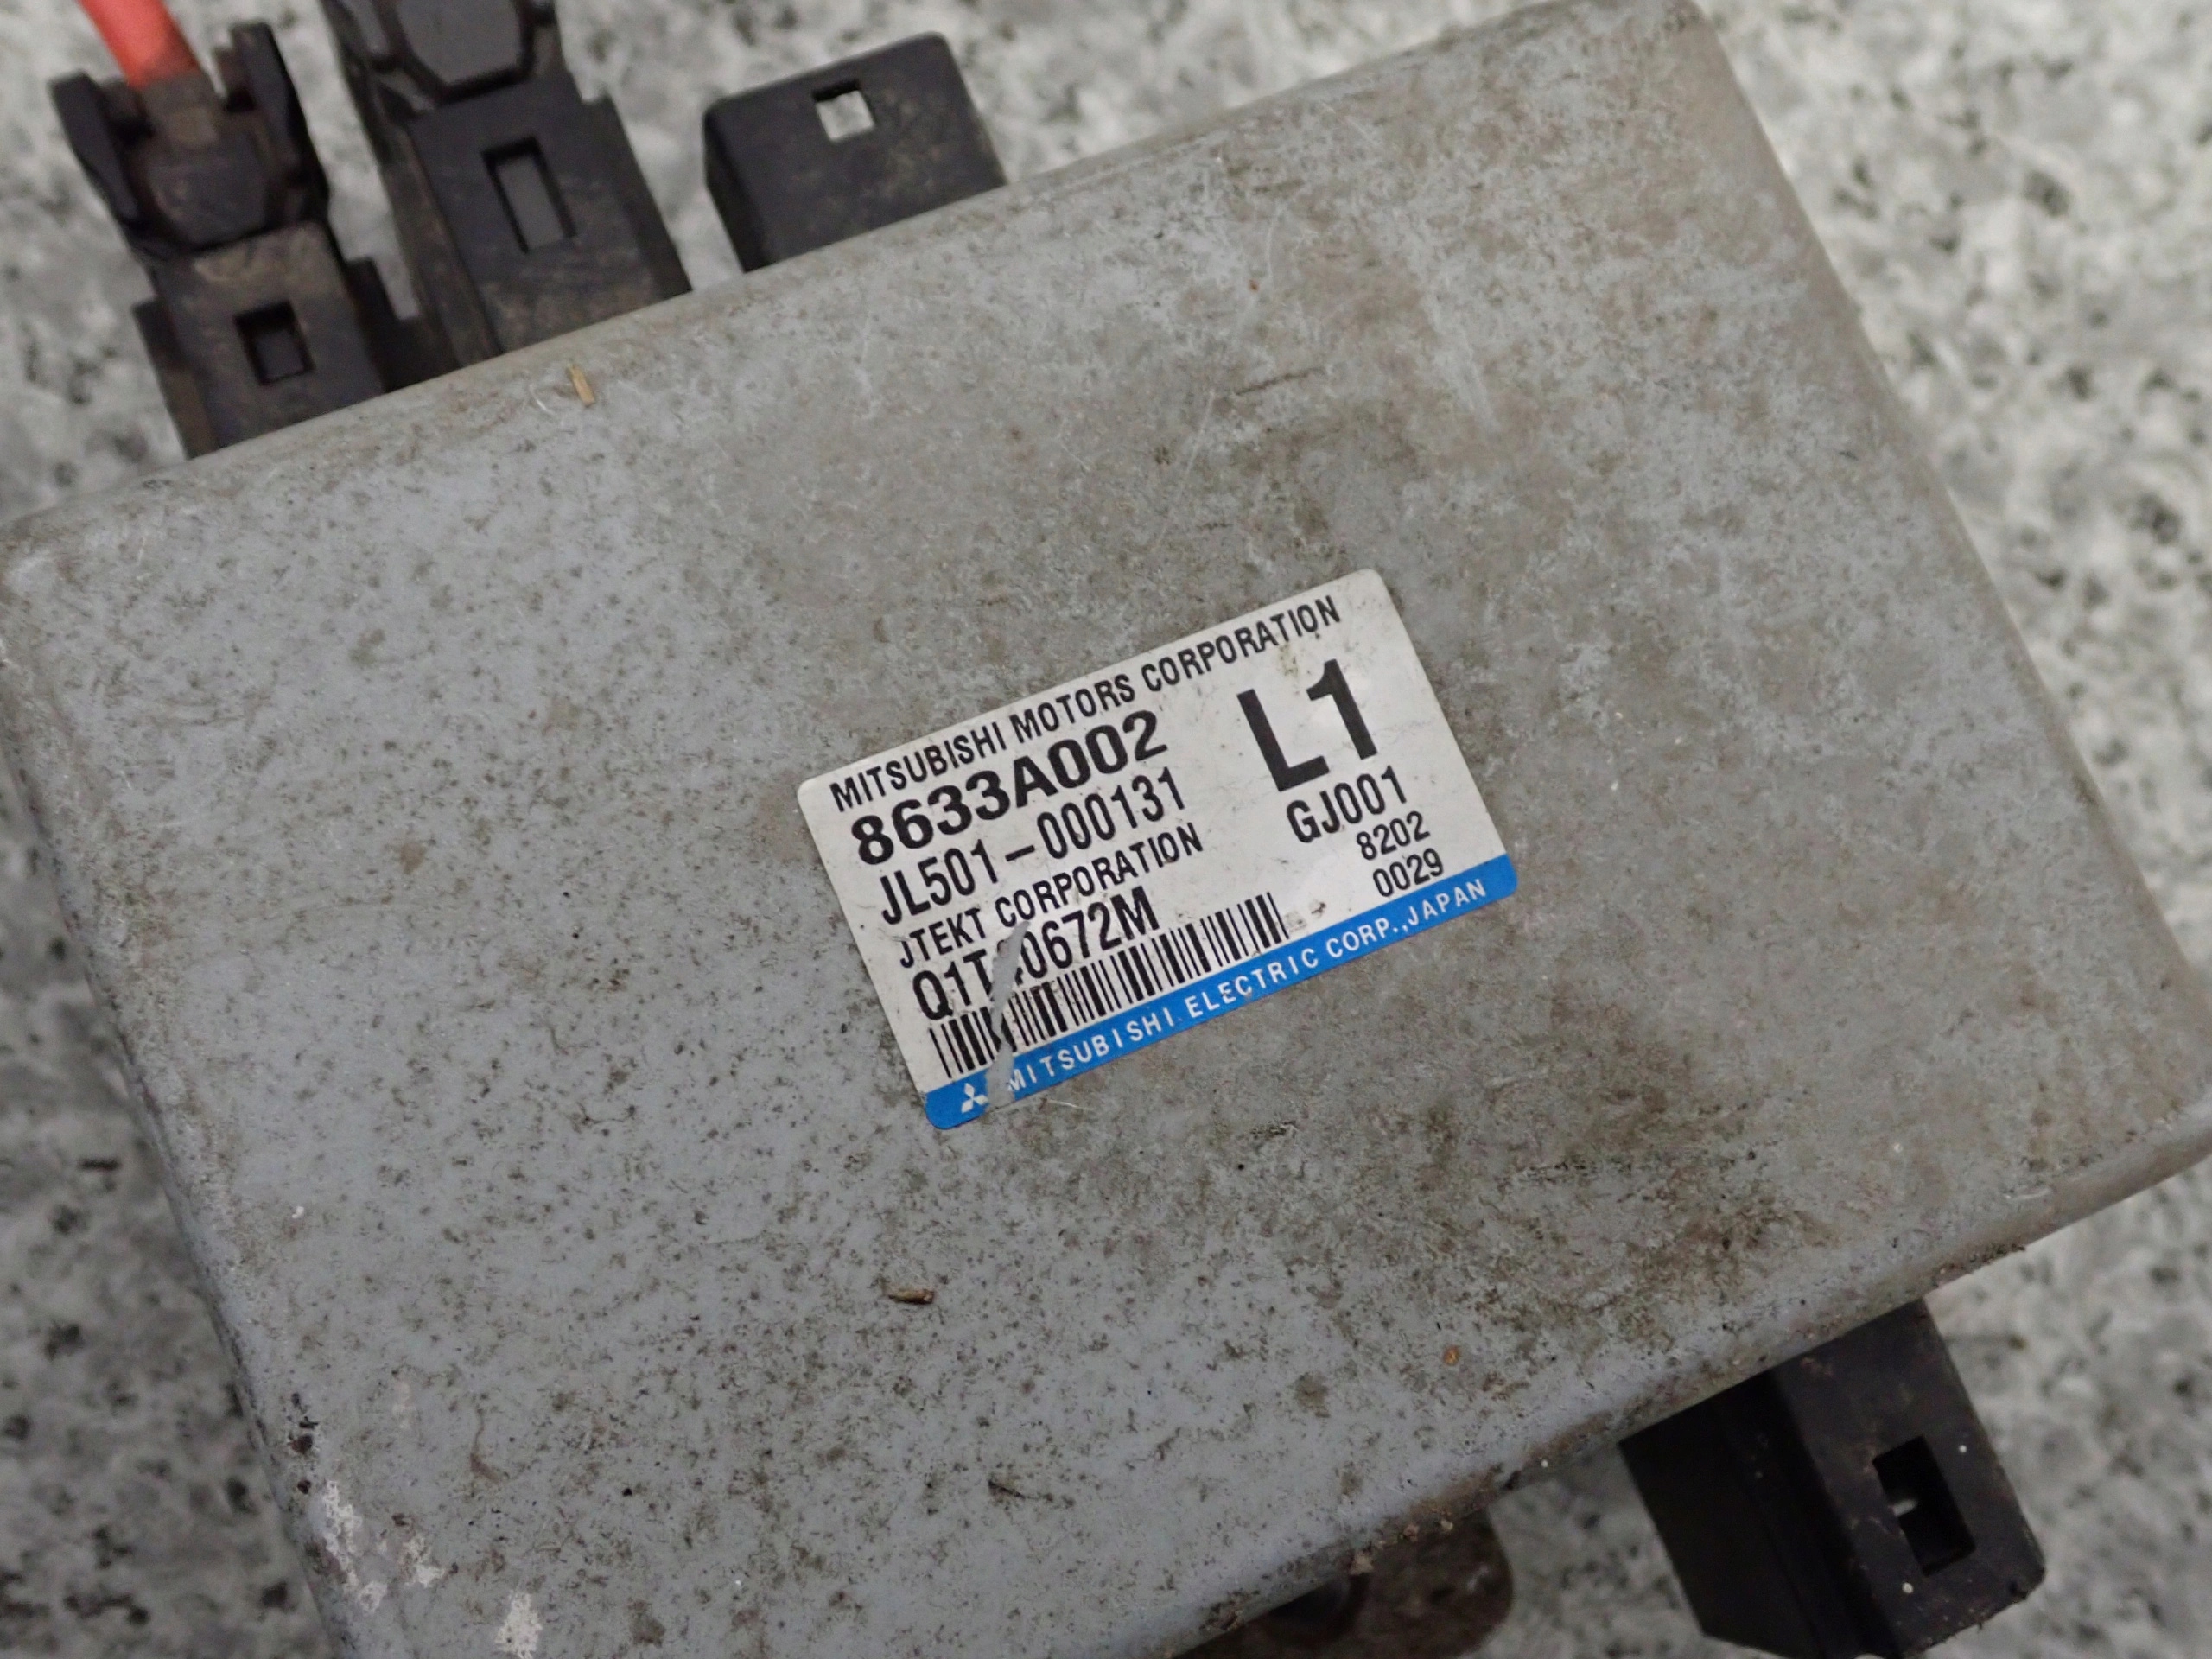 MITSUBISHI MOTORS CORPORATION
8633A002
L1
JL501-000131
GJ001
JTEKT CORPORATION
8202
0029
MITSUBISHI ELECTRIC CORP., JAPAN